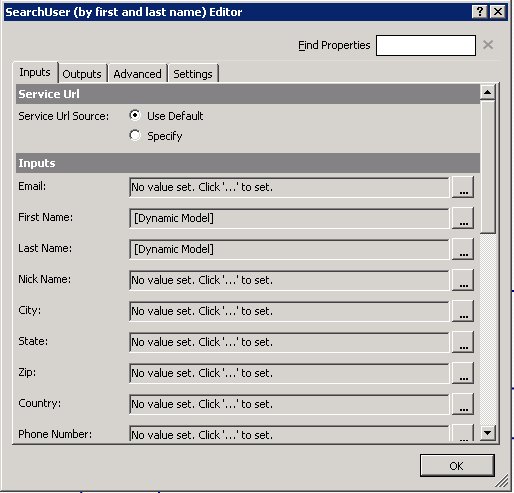 SearchUser (by first and last name) Editor
Find Properties
Inputs Outputs Advanced Settings
Service Url
Service Url Source: Use Default
Specify
Inputs
Email: No value set. Click '...' to set. ...
First Name: [Dynamic Model] ...
Last Name: [Dynamic Model] ...
Nick Name: No value set. Click '...' to set. ...
City: No value set. Click '...' to set. ...
State: No value set. Click '...' to set. ...
Zip: No value set. Click '...' to set. ...
Country: No value set. Click '...' to set. ...
Phone Number: No value set. Click '...' to set. ...
OK